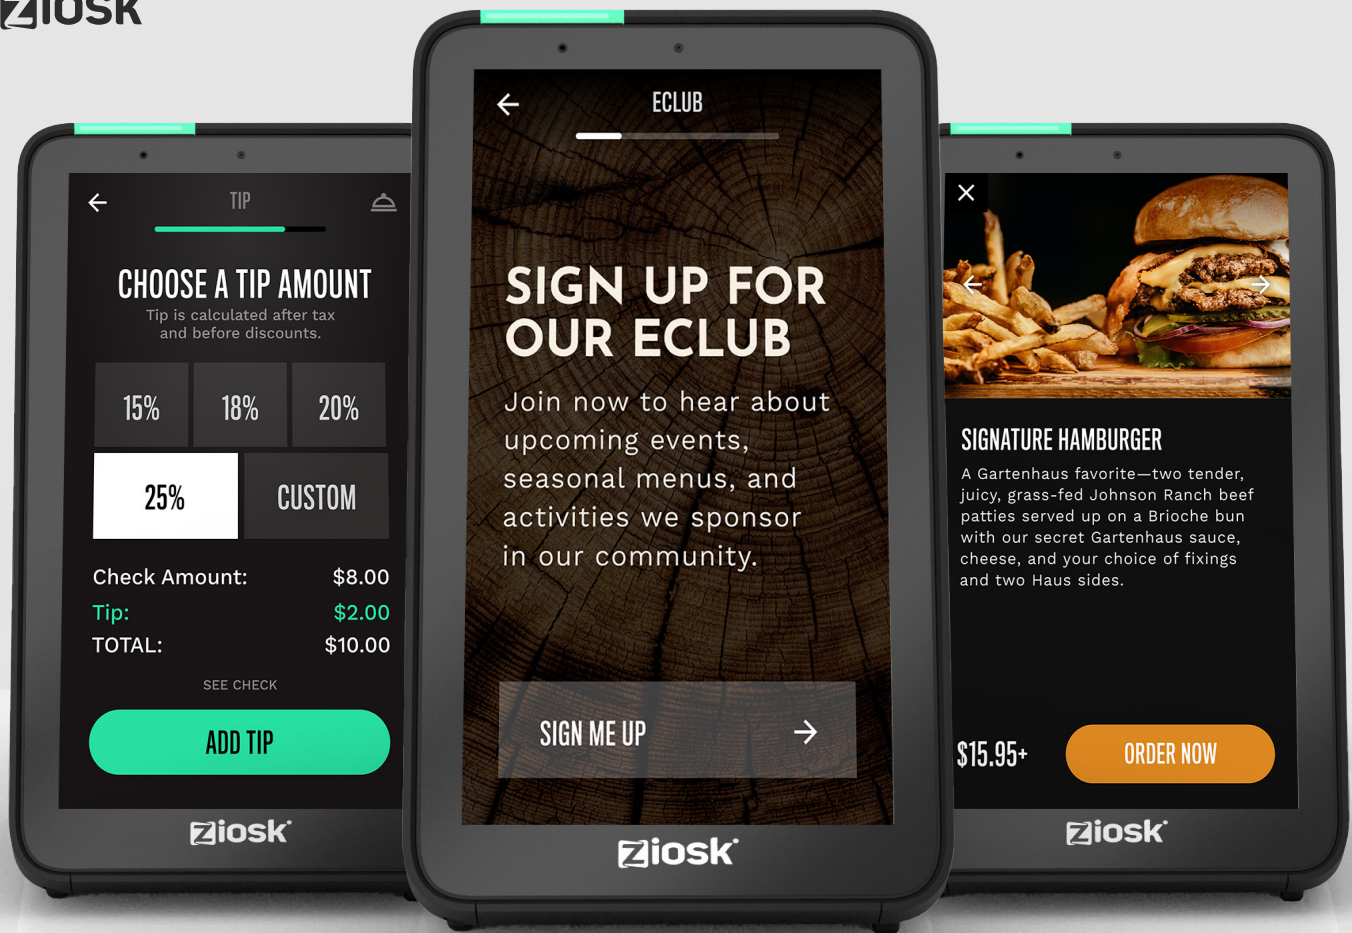 ziosk
TIP
CHOOSE A TIP AMOUNT
Tip is calculated after tax
and before discounts.
15% 18% 20%
25% CUSTOM
Check Amount: $8.00
Tip: $2.00
TOTAL: $10.00
SEE CHECK
ADD TIP
ziosk
ECLUB
SIGN UP FOR
OUR ECLUB
Join now to hear about
upcoming events,
seasonal menus, and
activities we sponsor
in our community.
SIGN ME UP
ziosk
SIGNATURE HAMBURGER
A Gartenhaus favorite—two tender,
juicy, grass-fed Johnson Ranch beef
patties served up on a Brioche bun
with our secret Gartenhaus sauce,
cheese, and your choice of fixings
and two Haus sides.
$15.95+ ORDER NOW
ziosk